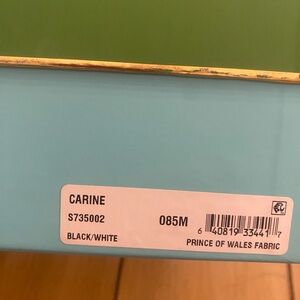 CARINE
S735002 085M
6 40819 33441 7
BLACK/WHITE PRINCE OF WALES FABRIC